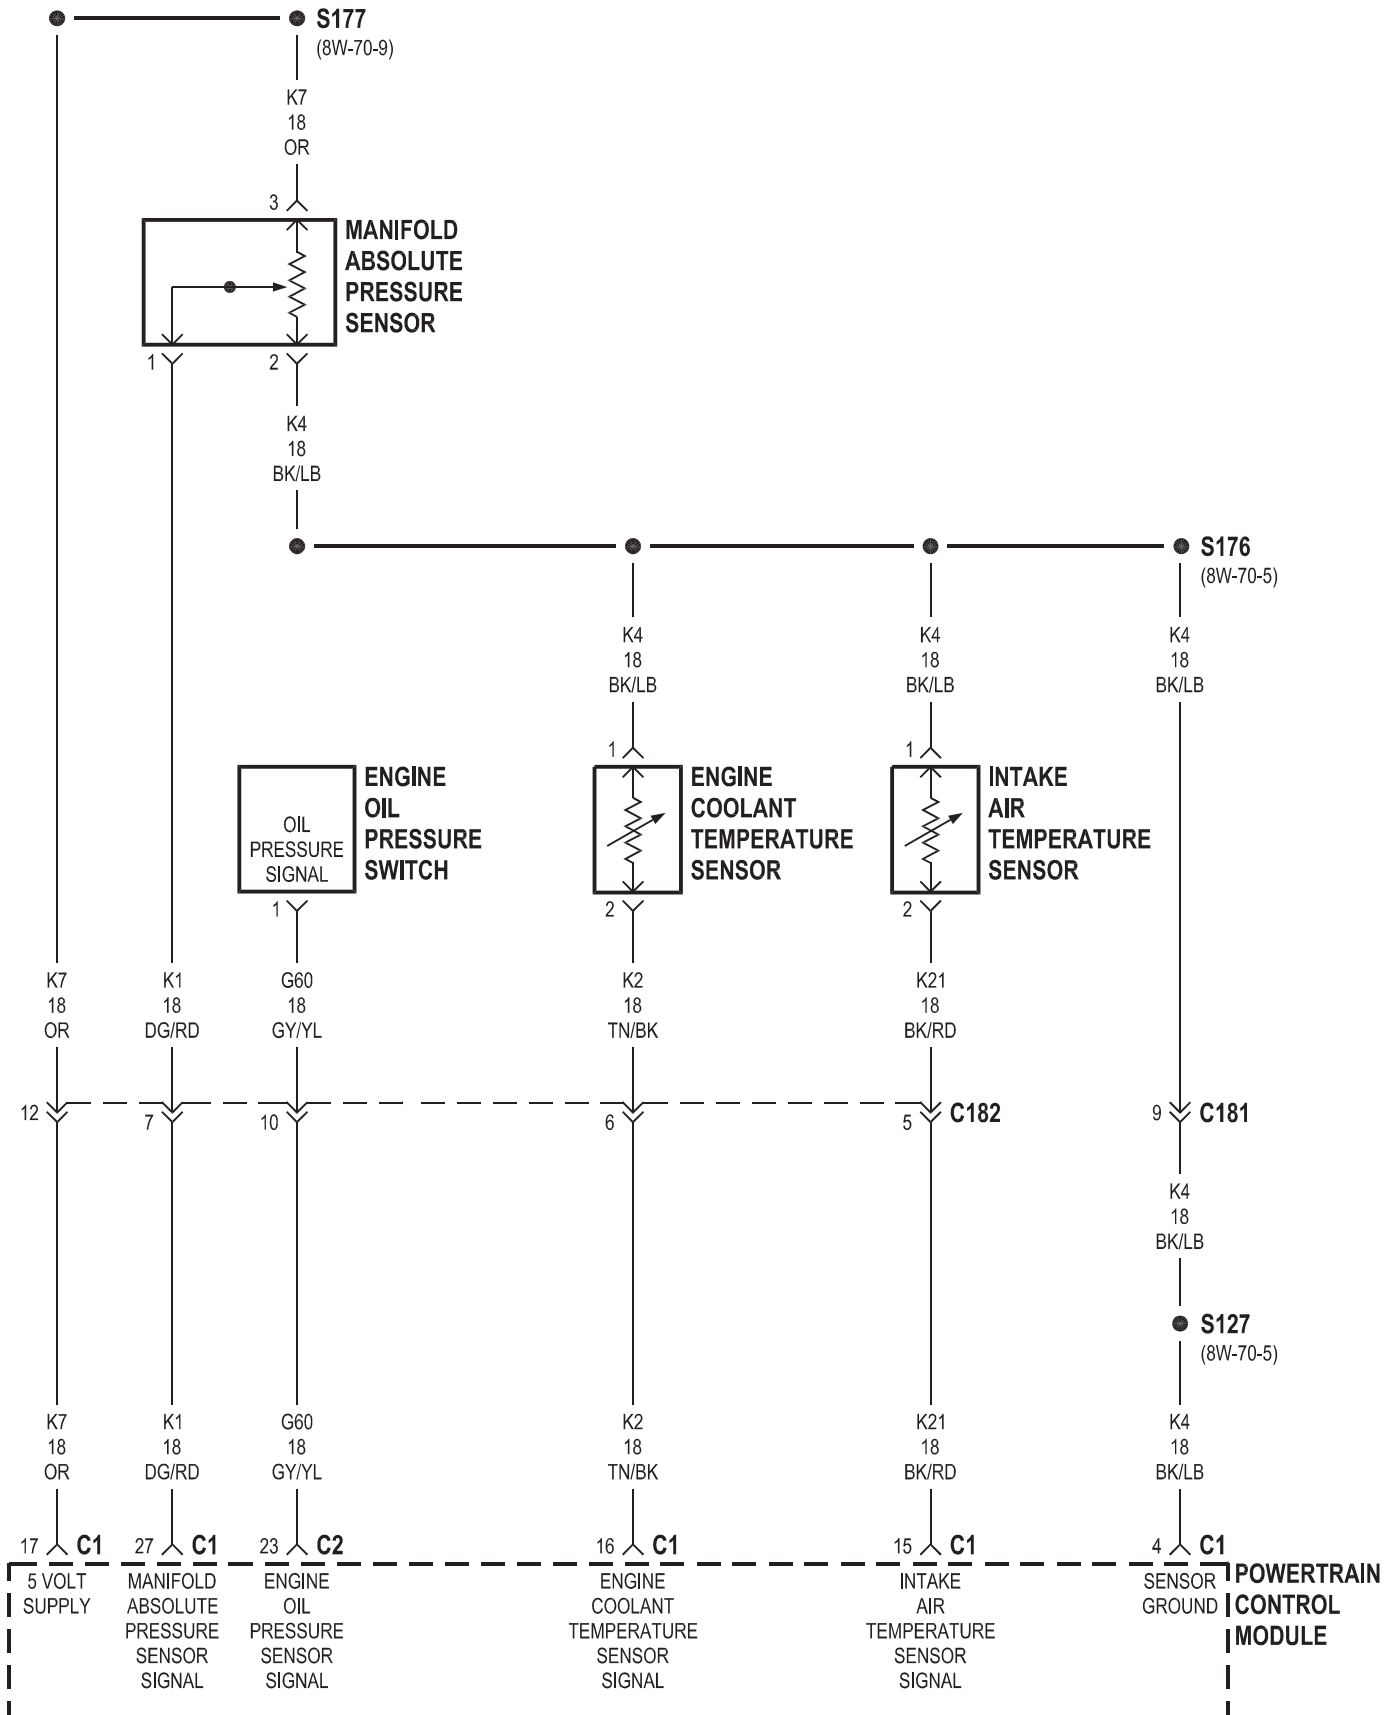 S177
(8W-70-9)
K7
18
OR
3
MANIFOLD
ABSOLUTE
PRESSURE
SENSOR
1
2
K4
18
BK/LB
S176
(8W-70-5)
K4
18
BK/LB
K4
18
BK/LB
K4
18
BK/LB
OIL
PRESSURE
SIGNAL
ENGINE
OIL
PRESSURE
SWITCH
1
1
ENGINE
COOLANT
TEMPERATURE
SENSOR
2
1
INTAKE
AIR
TEMPERATURE
SENSOR
2
K7
18
OR
K1
18
DG/RD
G60
18
GY/YL
K2
18
TN/BK
K21
18
BK/RD
12
7
10
6
5
C182
9
C181
K4
18
BK/LB
S127
(8W-70-5)
K7
18
OR
K1
18
DG/RD
G60
18
GY/YL
K2
18
TN/BK
K21
18
BK/RD
K4
18
BK/LB
17 C1
27 C1
23 C2
16 C1
15 C1
4 C1
5 VOLT
SUPPLY
MANIFOLD
ABSOLUTE
PRESSURE
SENSOR
SIGNAL
ENGINE
OIL
PRESSURE
SENSOR
SIGNAL
ENGINE
COOLANT
TEMPERATURE
SENSOR
SIGNAL
INTAKE
AIR
TEMPERATURE
SENSOR
SIGNAL
SENSOR
GROUND
POWERTRAIN
CONTROL
MODULE